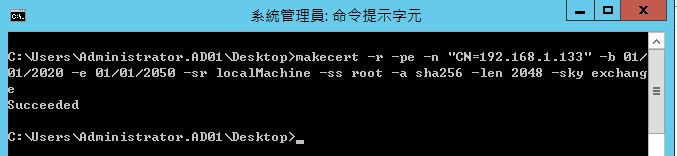 系統管理員: 命令提示字元
C:\Users\Administrator.AD01\Desktop>makecert -r -pe -n "CN=192.168.1.133" -b 01/
01/2020 -e 01/01/2050 -sr localMachine -ss root -a sha256 -len 2048 -sky exchang
e
Succeeded
C:\Users\Administrator.AD01\Desktop>_